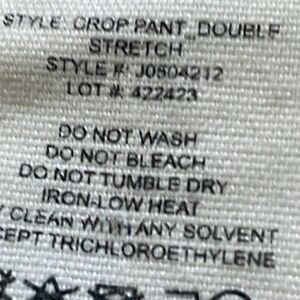 STYLE: CROP PANT_DOUBLE
STRETCH
STYLE #: J0504212
LOT #: 422423
DO NOT WASH
DO NOT BLEACH
DO NOT TUMBLE DRY
IRON-LOW HEAT
Y CLEAN WITH ANY SOLVENT
CEPT TRICHLOROETHYLENE